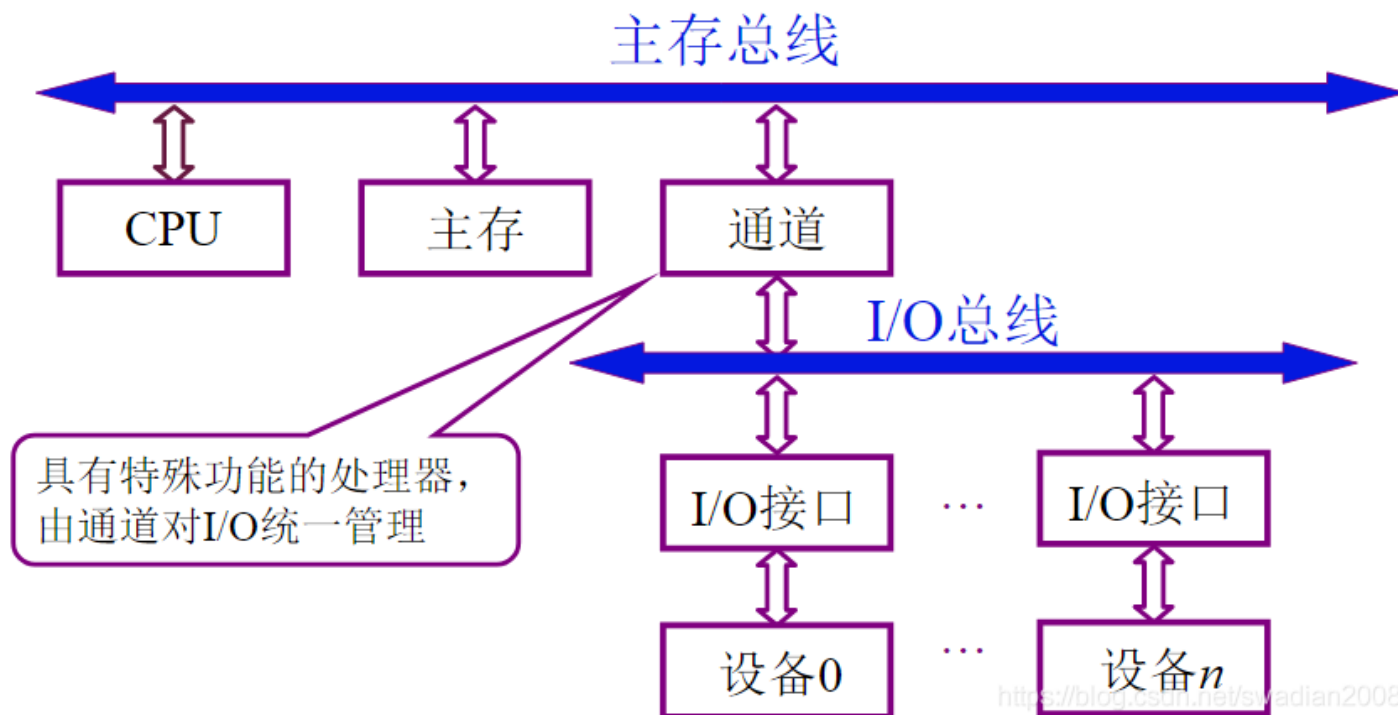 主存总线
CPU
主存
通道
I/O总线
具有特殊功能的处理器，
由通道对I/O统一管理
I/O接口
…
I/O接口
设备0
…
设备n
https://blog.csdn.net/swadian2008